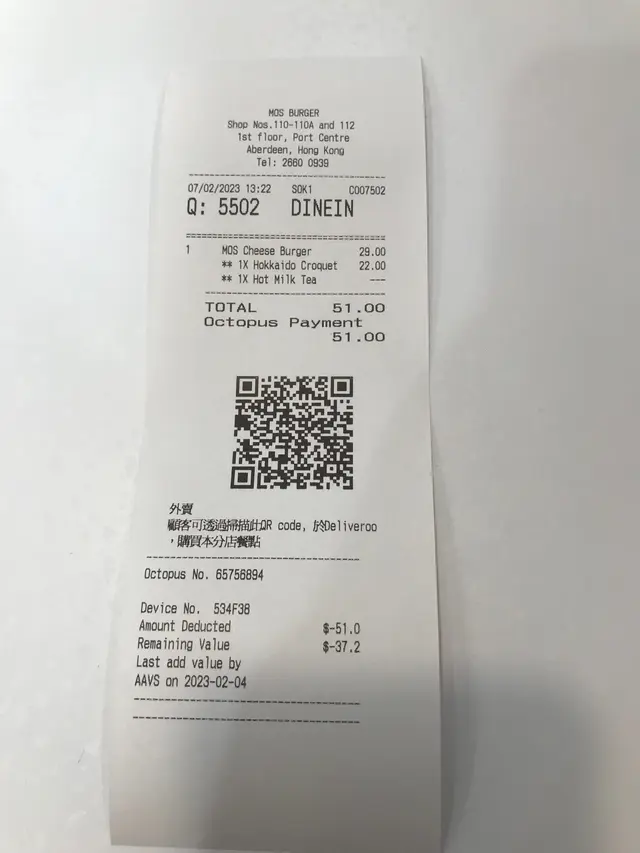 MOS BURGER
Shop Nos.110-110A and 112
1st floor, Port Centre
Aberdeen, Hong Kong
Tel: 2660 0939
07/02/2023 13:22 SOK1 C007502
Q: 5502 DINEIN
1 MOS Cheese Burger 29.00
** 1X Hokkaido Croquet 22.00
** 1X Hot Milk Tea ---
TOTAL 51.00
Octopus Payment
51.00
外賣
顧客可透過掃描此QR code, 於Deliveroo
，購買本分店餐點
Octopus No. 65756894
Device No. 534F38
Amount Deducted $-51.0
Remaining Value $-37.2
Last add value by
AAVS on 2023-02-04